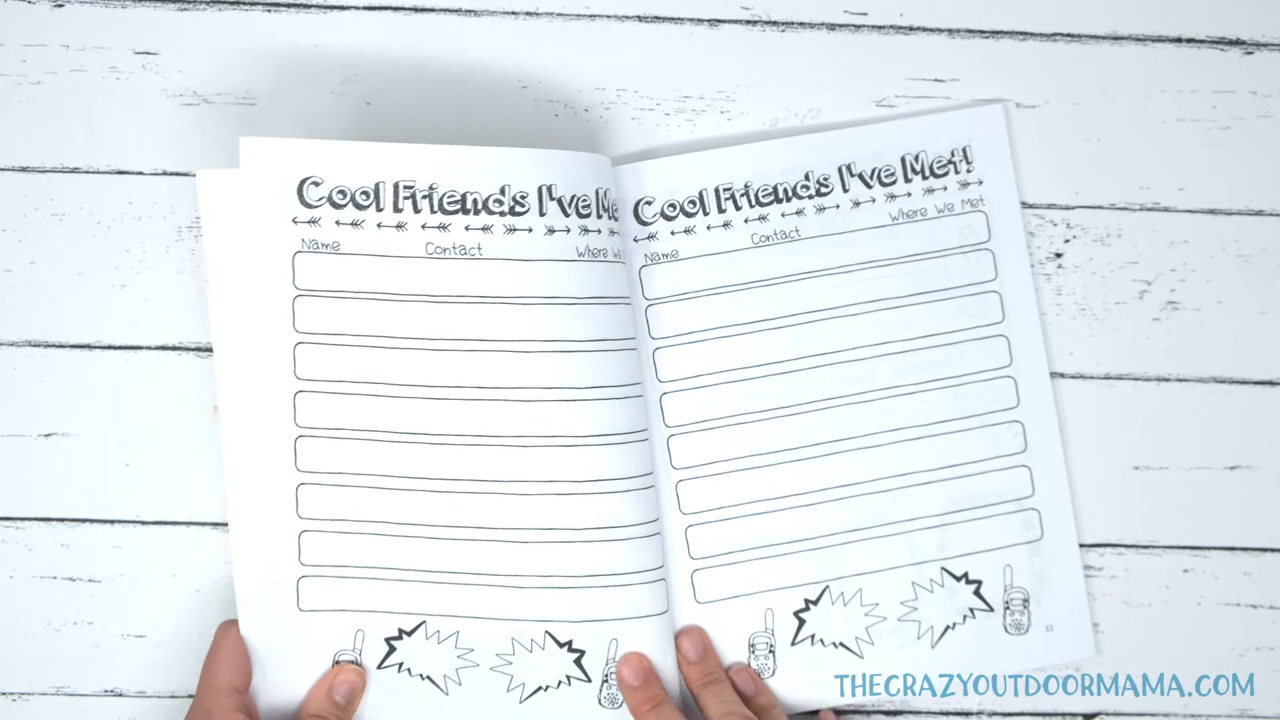 Cool Friends I've Me
Name Contact Where We
Cool Friends I've Met!
Name Contact Where We Met
THECRAZYOUTDOORMAMA.COM